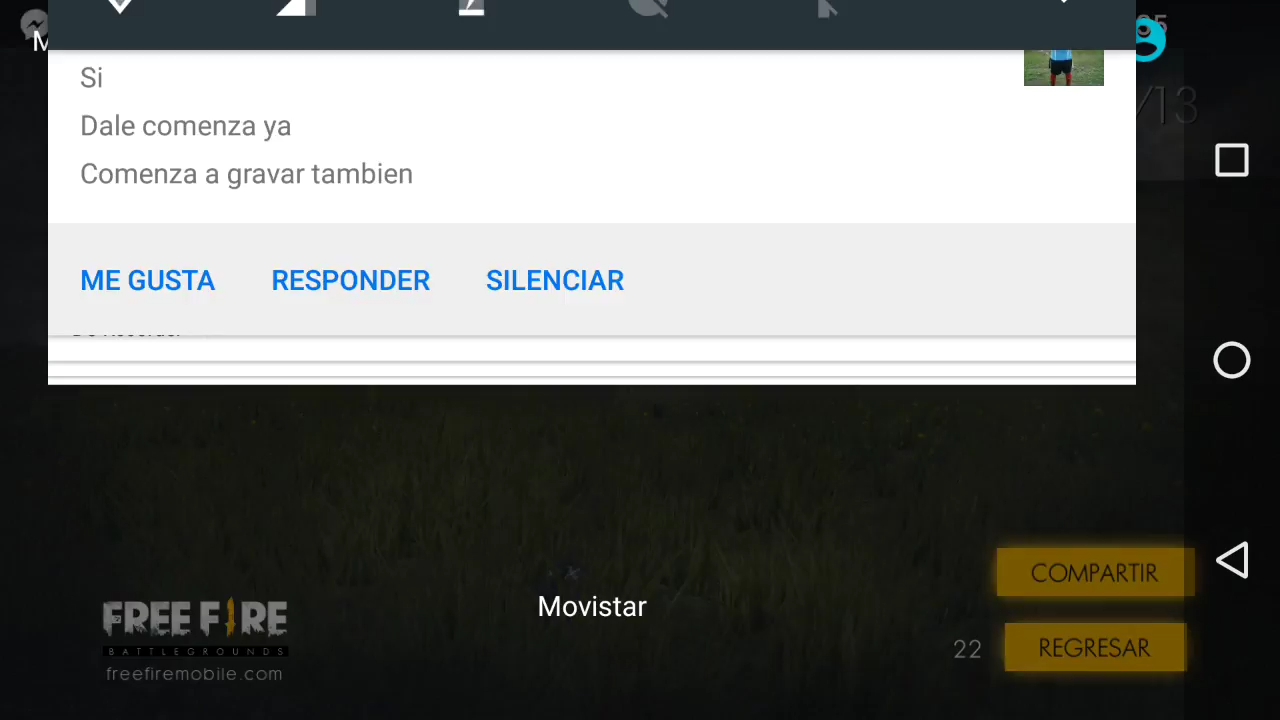 Si
Dale comenza ya
Comenza a gravar tambien
ME GUSTA RESPONDER SILENCIAR
/13
COMPARTIR
Movistar
FREE FIRE
BATTLEGROUNDS
freefiremobile.com
22 REGRESAR